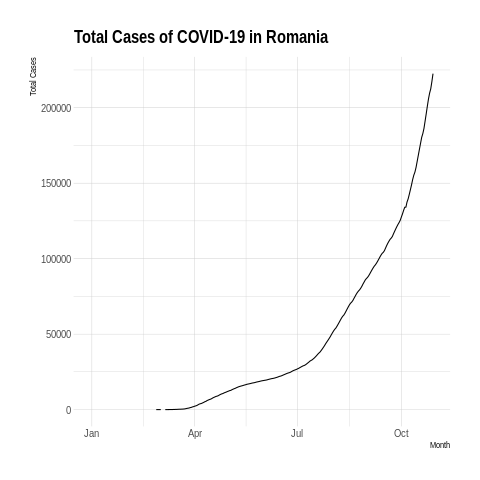 Total Cases of COVID-19 in Romania
Total Cases
200000
150000
100000
50000
0
Jan Apr Jul Oct
Month